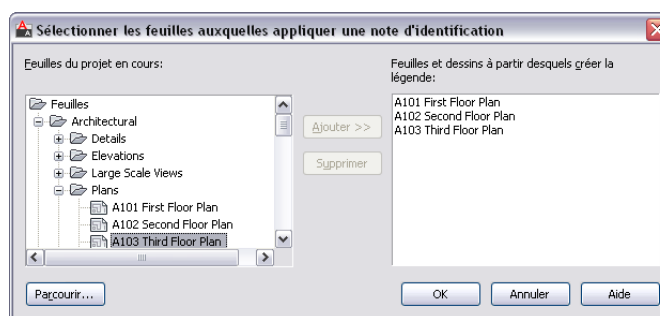 Sélectionner les feuilles auxquelles appliquer une note d'identification
Feuilles du projet en cours:
Feuilles et dessins à partir desquels créer la
légende:
Feuilles
Architectural
Details
Elevations
Large Scale Views
Plans
A101 First Floor Plan
A102 Second Floor Plan
A103 Third Floor Plan
Ajouter >>
Supprimer
A101 First Floor Plan
A102 Second Floor Plan
A103 Third Floor Plan
Parcourir...
OK
Annuler
Aide